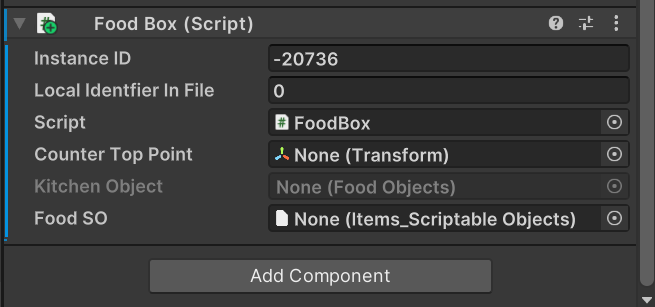 Food Box (Script)
Instance ID -20736
Local Identfier In File 0
Script # FoodBox
Counter Top Point None (Transform)
Kitchen Object None (Food Objects)
Food SO None (Items_Scriptable Objects)
Add Component